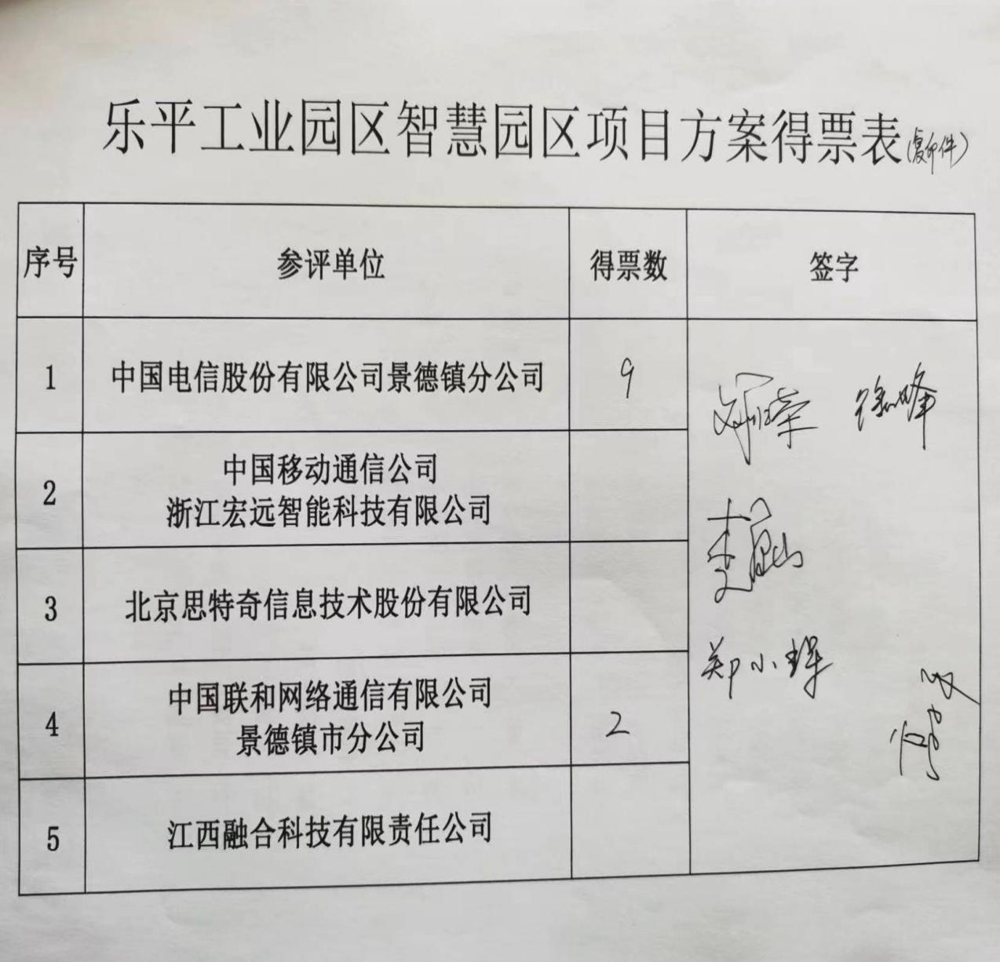 乐平工业园区智慧园区项目方案得票表(复印件)
序号 参评单位 得票数 签字
1 中国电信股份有限公司景德镇分公司 9
2 中国移动通信公司
浙江宏远智能科技有限公司
3 北京思特奇信息技术股份有限公司
4 中国联和网络通信有限公司
景德镇市分公司 2
5 江西融合科技有限责任公司
徐峰
郑小辉